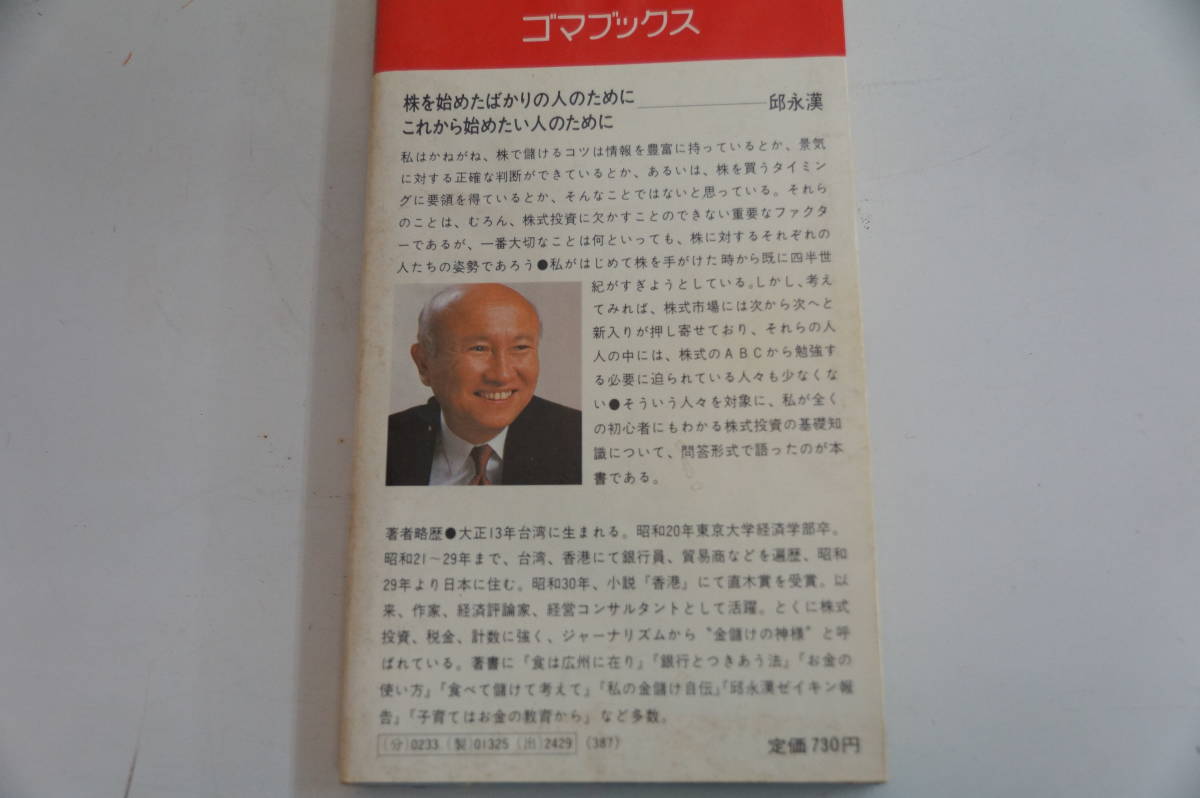 ゴマブックス
株を始めたばかりの人のために――――邱永漢
これから始めたい人のために
私はかねがね、株で儲けるコツは情報を豊富に持っているとか、景気
に対する正確な判断ができているとか、あるいは、株を買うタイミン
グに要領を得ているとか、そんなことではないと思っている。それら
のことは、むろん、株式投資に欠かすことのできない重要なファクタ
ーであるが、一番大切なことは何といっても、株に対するそれぞれの
人たちの姿勢であろう●私がはじめて株を手がけた時から既に四半世
紀がすぎようとしている。しかし、考え
てみれば、株式市場には次から次へと
新入りが押し寄せており、それらの人
人の中には、株式のABCから勉強す
る必要に迫られている人々も少なくな
い●そういう人々を対象に、私が全く
の初心者にもわかる株式投資の基礎知
識について、問答形式で語ったのが本
書である。
著者略歴●大正13年台湾に生まれる。昭和20年東京大学経済学部卒。
昭和21〜29年まで、台湾、香港にて銀行員、貿易商などを遍歴、昭和
29年より日本に住む。昭和30年、小説『香港』にて直木賞を受賞。以
来、作家、経済評論家、経営コンサルタントとして活躍。とくに株式
投資、税金、計数に強く、ジャーナリズムから〝金儲けの神様〟と呼
ばれている。著書に『食は広州に在り』『銀行とつきあう法』『お金の
使い方』『食べて儲けて考えて』『私の金儲け自伝』『邱永漢ゼイキン報
告』『子育てはお金の教育から』など多数。
(分)0233 (製)01325 (出)2429 (387) 定価730円